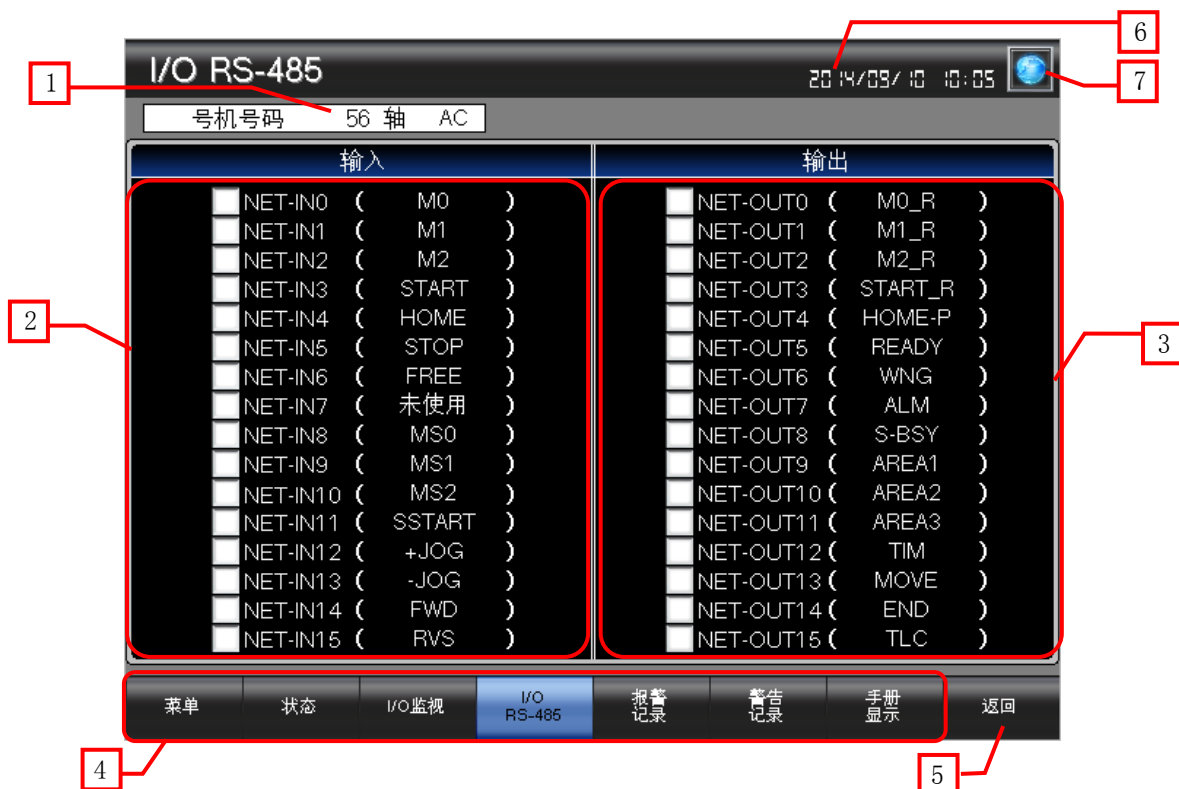 6
I/O RS-485
2014/09/10 10:05
1
7
号机号码 56 轴 AC
输入 输出
NET-IN0 ( M0 ) NET-OUT0 ( M0_R )
NET-IN1 ( M1 ) NET-OUT1 ( M1_R )
NET-IN2 ( M2 ) NET-OUT2 ( M2_R )
NET-IN3 ( START ) NET-OUT3 ( START_R )
2
NET-IN4 ( HOME ) NET-OUT4 ( HOME-P )
3
NET-IN5 ( STOP ) NET-OUT5 ( READY )
NET-IN6 ( FREE ) NET-OUT6 ( WNG )
NET-IN7 ( 未使用 ) NET-OUT7 ( ALM )
NET-IN8 ( MS0 ) NET-OUT8 ( S-BSY )
NET-IN9 ( MS1 ) NET-OUT9 ( AREA1 )
NET-IN10 ( MS2 ) NET-OUT10 ( AREA2 )
NET-IN11 ( SSTART ) NET-OUT11 ( AREA3 )
NET-IN12 ( +JOG ) NET-OUT12 ( TIM )
NET-IN13 ( -JOG ) NET-OUT13 ( MOVE )
NET-IN14 ( FWD ) NET-OUT14 ( END )
NET-IN15 ( RVS ) NET-OUT15 ( TLC )
菜单
状态
I/O监视
I/O
RS-485
报警
记录
警告
记录
手册
显示
返回
4
5